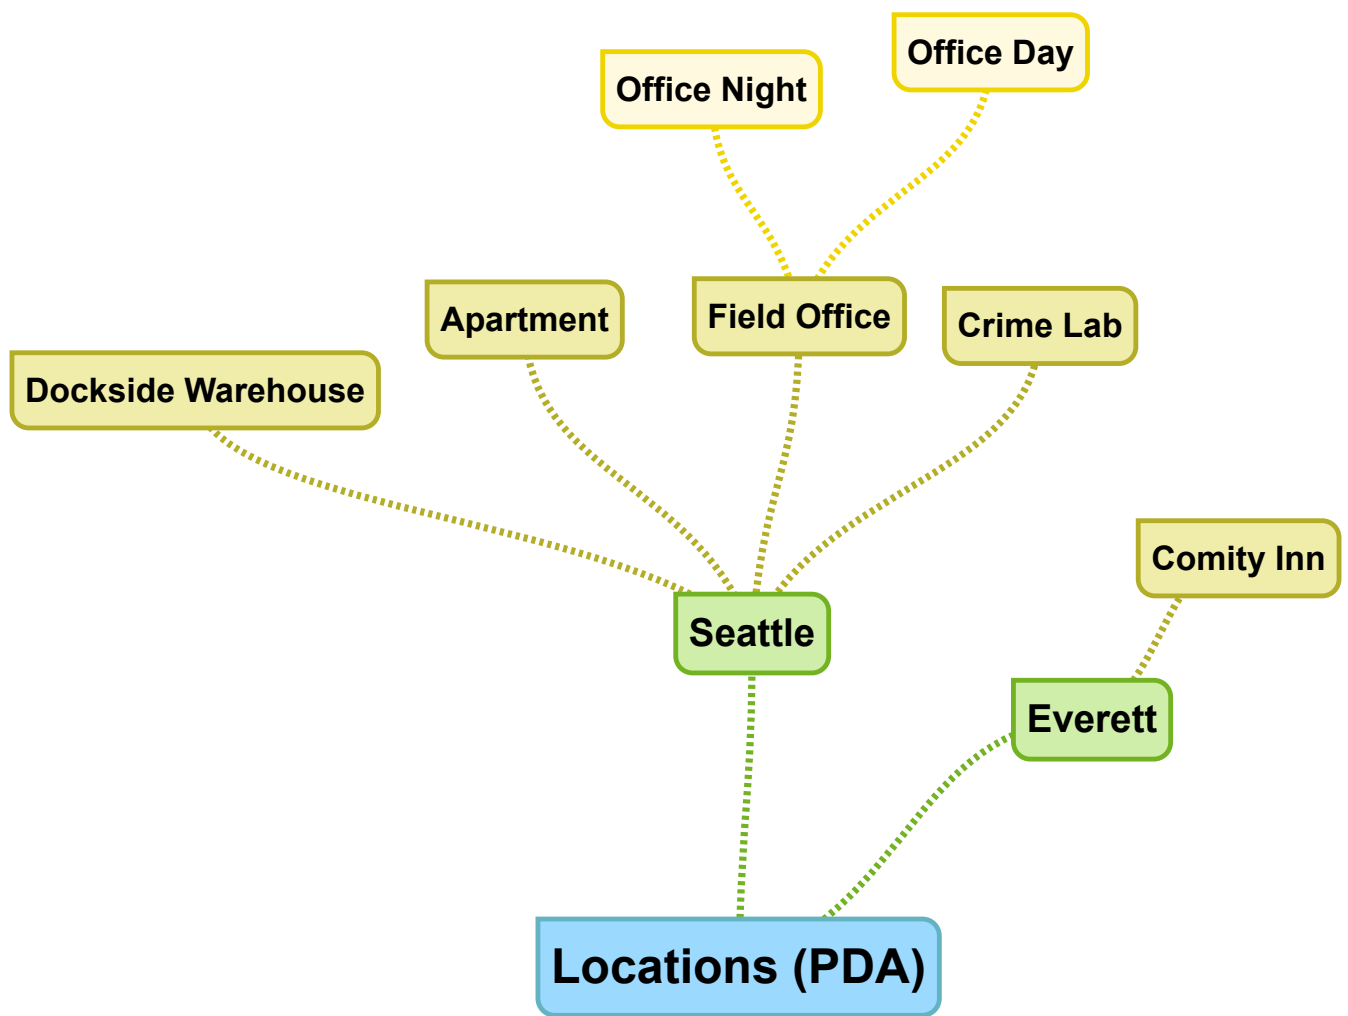 Office Day
Office Night
Apartment
Field Office
Crime Lab
Dockside Warehouse
Comity Inn
Seattle
Everett
Locations (PDA)